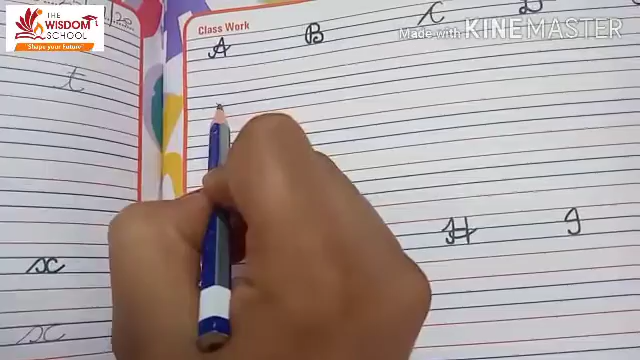 THE
WISDOM
SCHOOL
Shape your Future
Class Work
Made with KINEMASTER
A B C D
t
H I
x
x